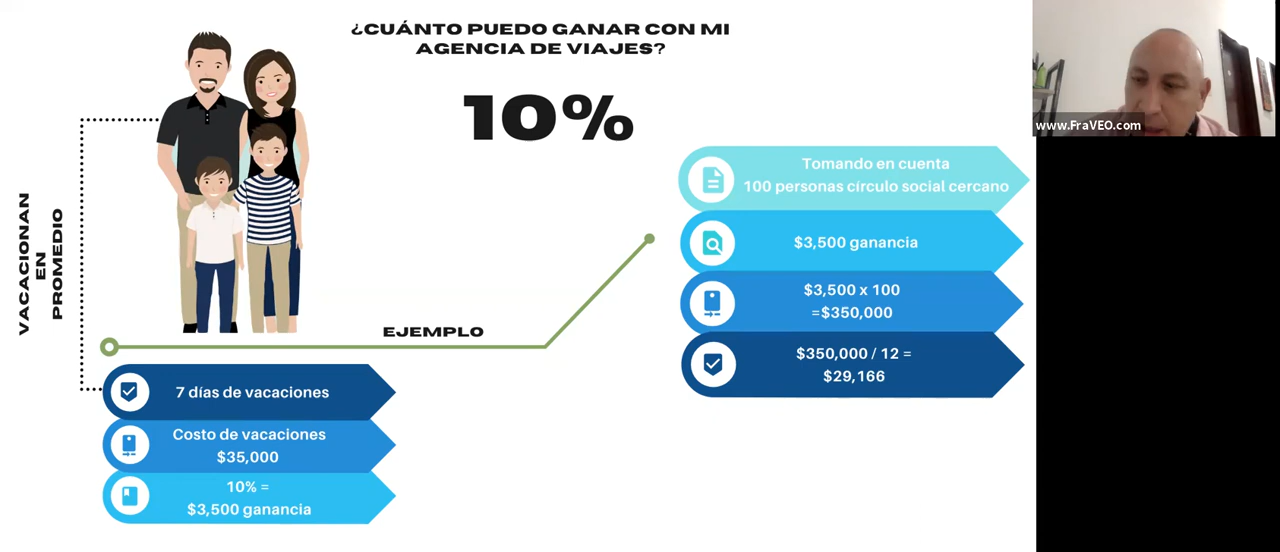 ¿CUÁNTO PUEDO GANAR CON MI
AGENCIA DE VIAJES?
10%
www.FraVEO.com
VACACIONAN
EN
PROMEDIO
EJEMPLO
7 días de vacaciones
Costo de vacaciones
$35,000
10% =
$3,500 ganancia
Tomando en cuenta
100 personas círculo social cercano
$3,500 ganancia
$3,500 x 100
=$350,000
$350,000 / 12 =
$29,166